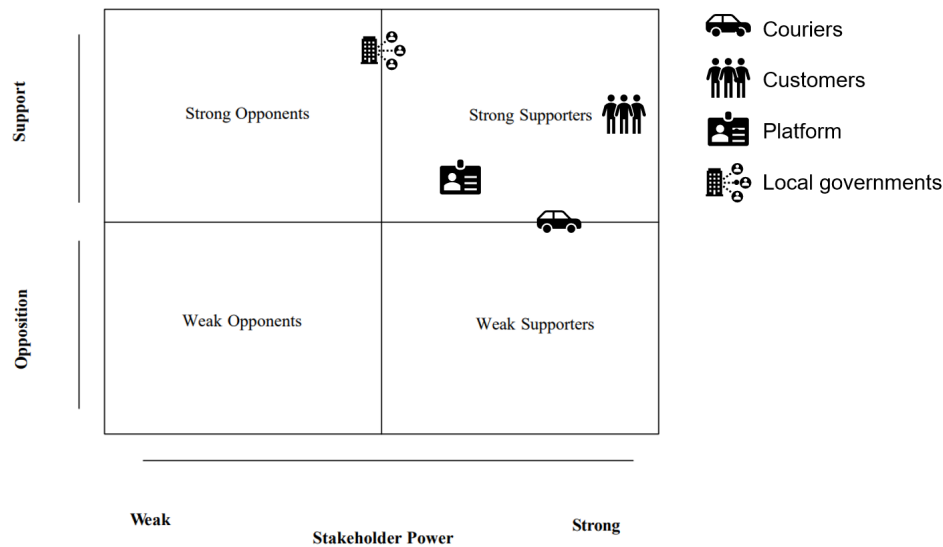 Support
Opposition
Strong Opponents
Strong Supporters
Weak Opponents
Weak Supporters
Weak
Stakeholder Power
Strong
Couriers
Customers
Platform
Local governments